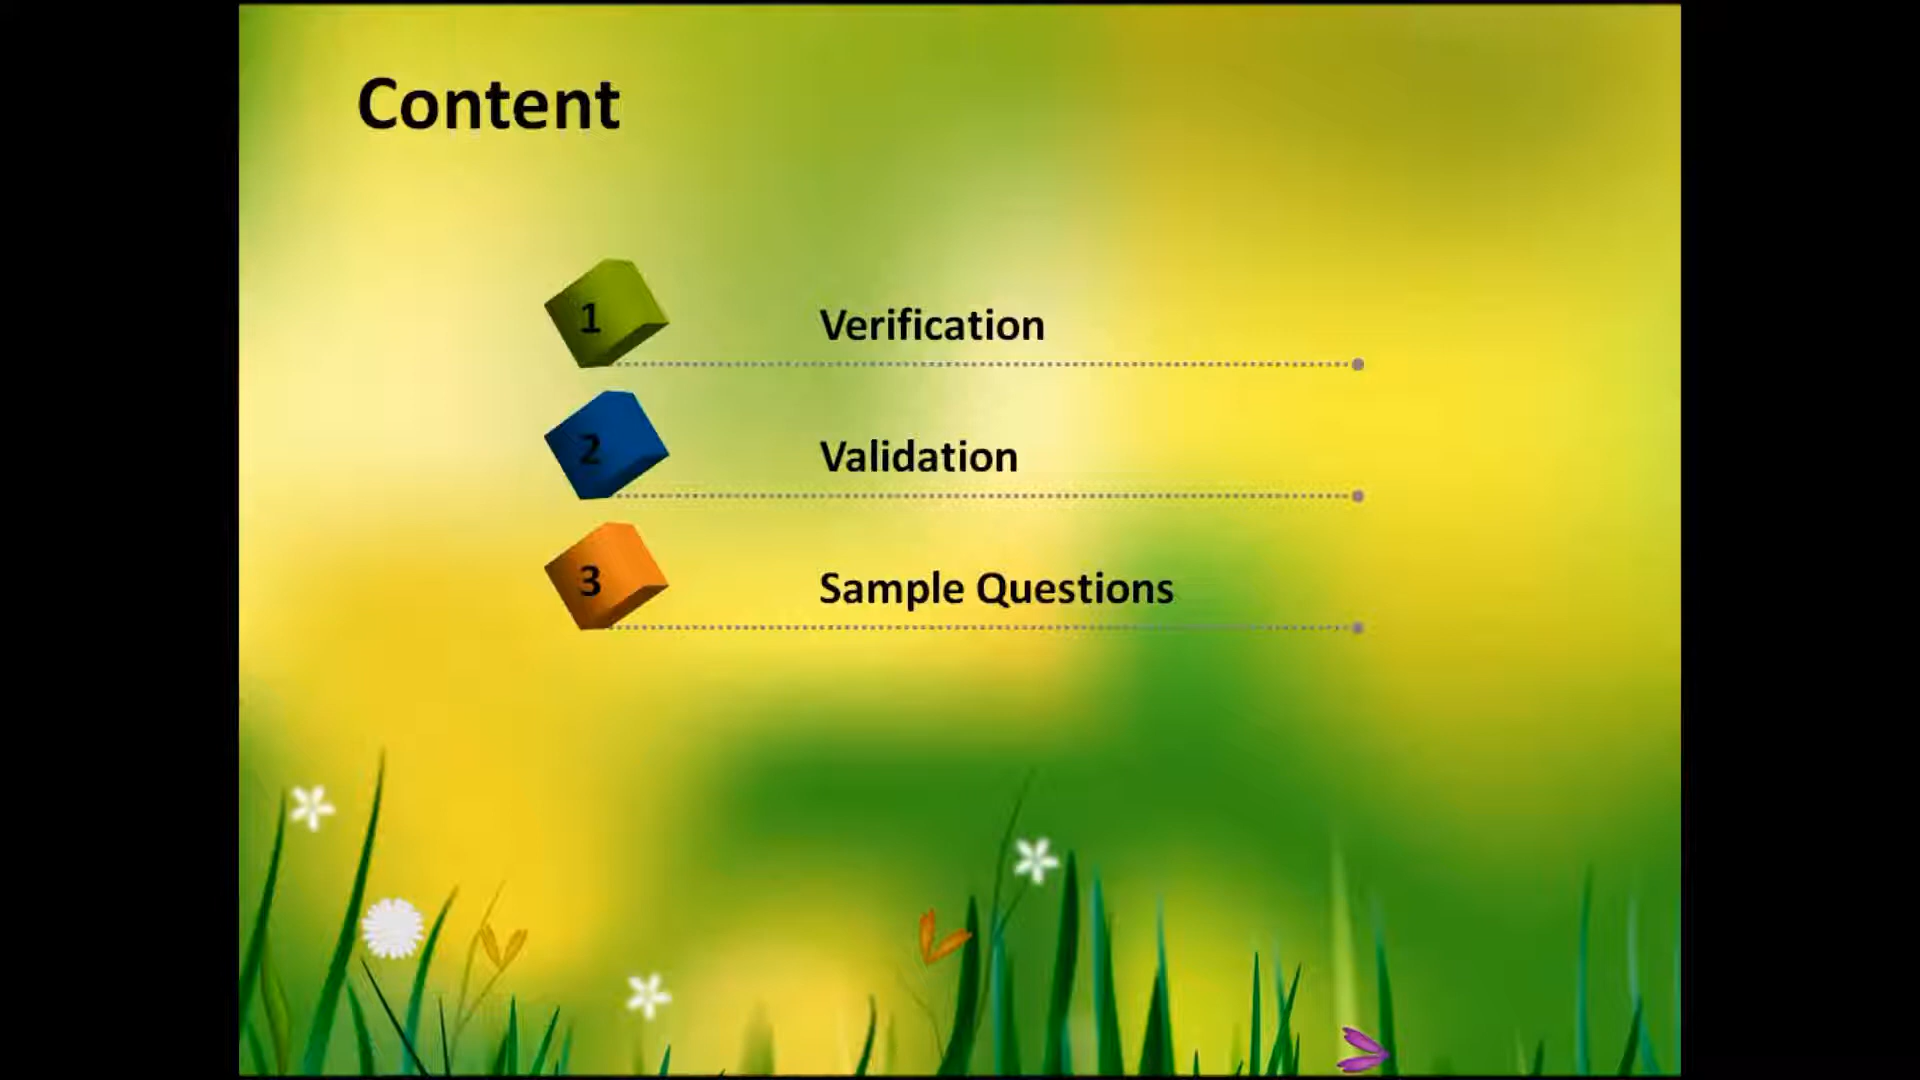 Content
1 Verification
2 Validation
3 Sample Questions